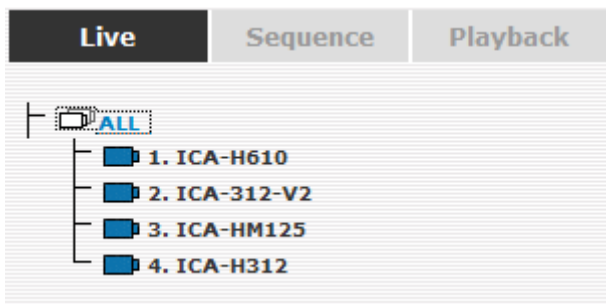 Live Sequence Playback
ALL
1. ICA-H610
2. ICA-312-V2
3. ICA-HM125
4. ICA-H312